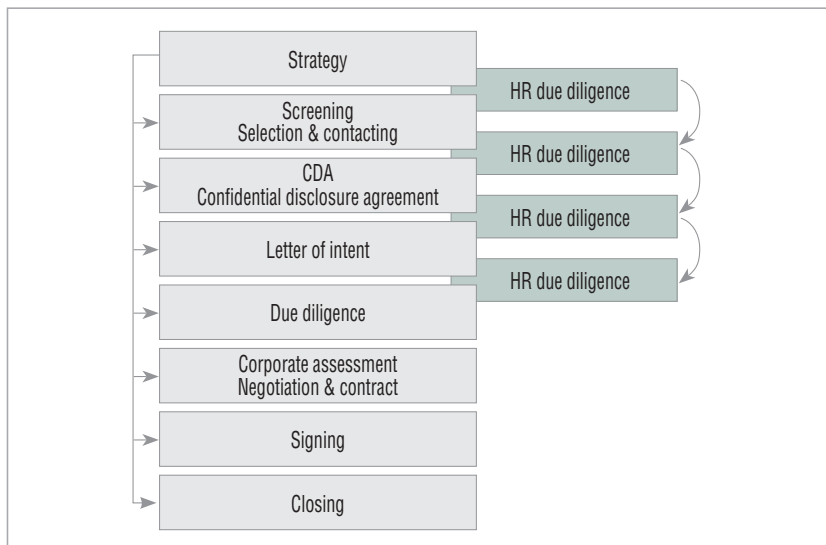 Strategy
HR due diligence
Screening
Selection & contacting
HR due diligence
CDA
Confidential disclosure agreement
HR due diligence
Letter of intent
HR due diligence
Due diligence
Corporate assessment
Negotiation & contract
Signing
Closing